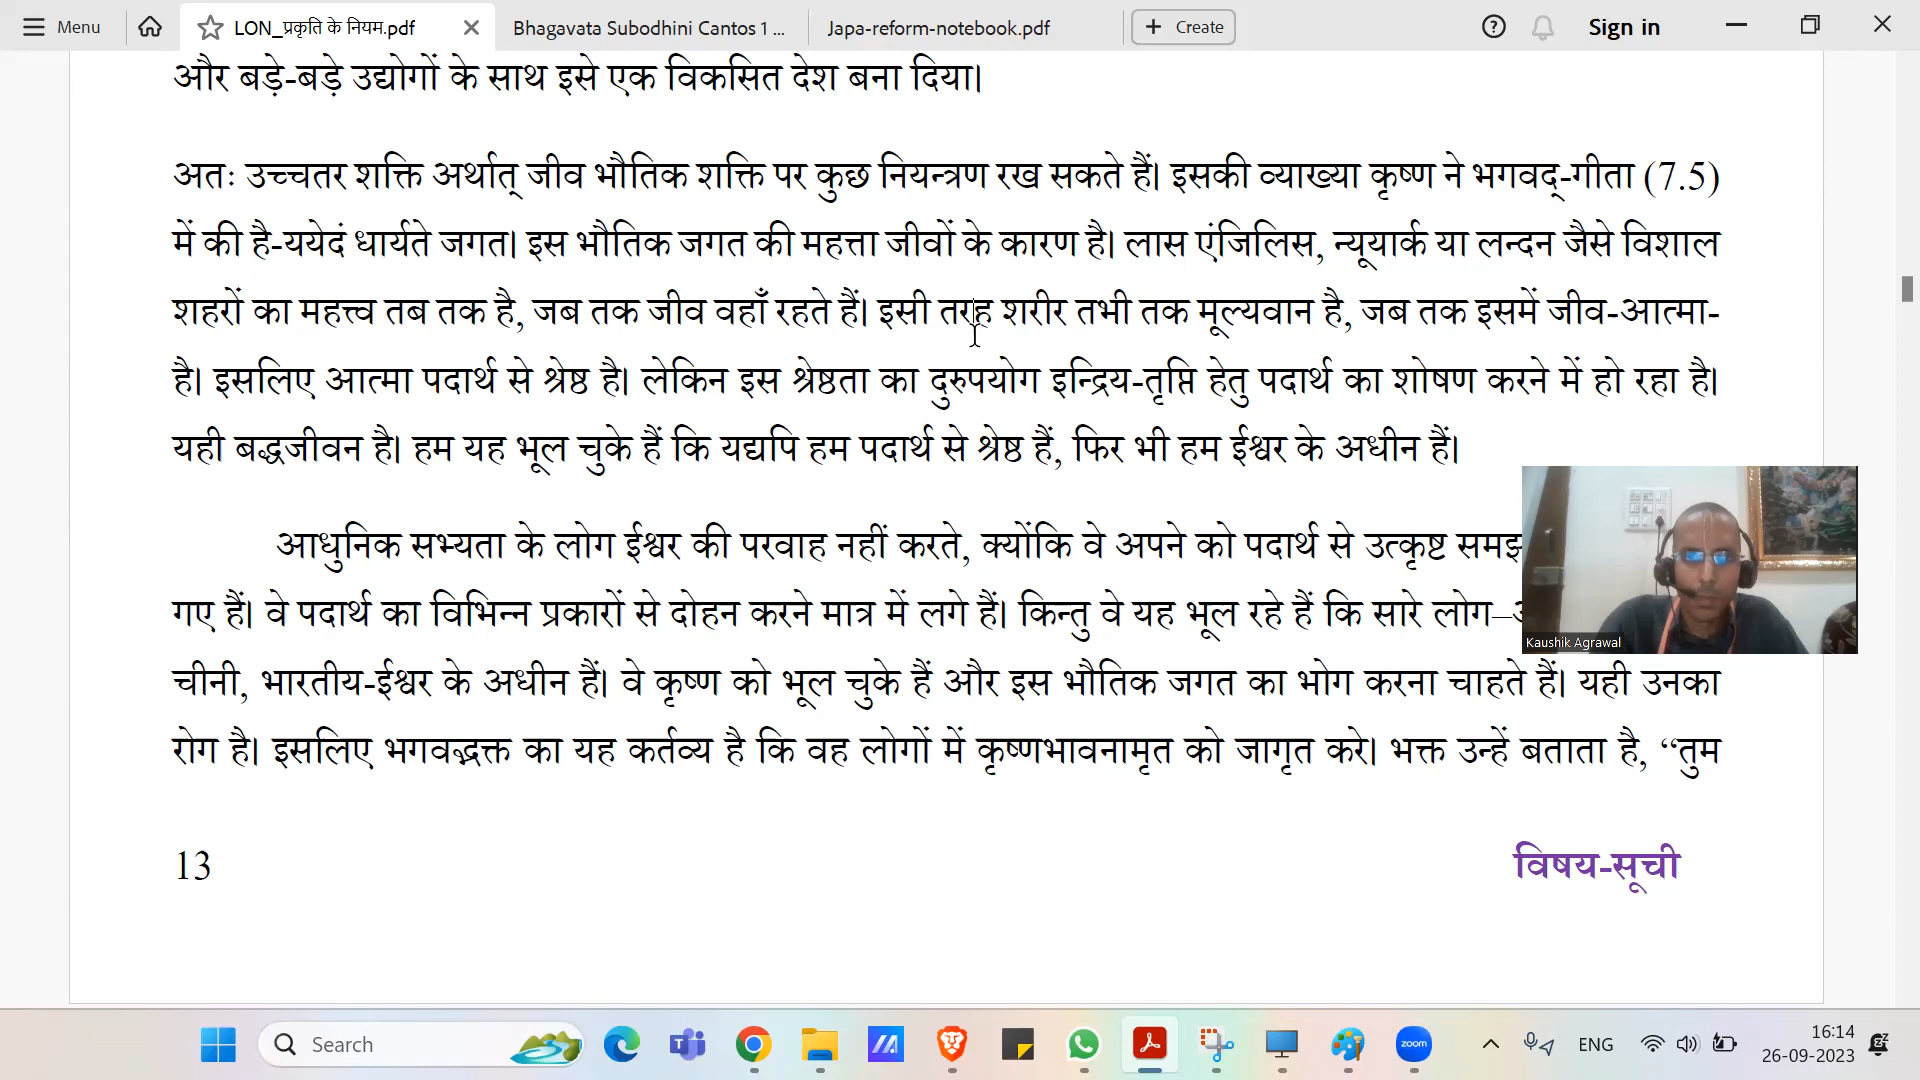 Menu
LON_प्रकृति के नियम.pdf
Bhagavata Subodhini Cantos 1 ...
Japa-reform-notebook.pdf
+ Create
Sign in
और बड़े-बड़े उद्योगों के साथ इसे एक विकसित देश बना दिया।
अतः उच्चतर शक्ति अर्थात् जीव भौतिक शक्ति पर कुछ नियन्त्रण रख सकते हैं। इसकी व्याख्या कृष्ण ने भगवद्-गीता (7.5)
में की है-ययेदं धार्यते जगत। इस भौतिक जगत की महत्ता जीवों के कारण है। लास एंजिलिस, न्यूयार्क या लन्दन जैसे विशाल
शहरों का महत्त्व तब तक है, जब तक जीव वहाँ रहते हैं। इसी तरह शरीर तभी तक मूल्यवान है, जब तक इसमें जीव-आत्मा-
है। इसलिए आत्मा पदार्थ से श्रेष्ठ है। लेकिन इस श्रेष्ठता का दुरुपयोग इन्द्रिय-तृप्ति हेतु पदार्थ का शोषण करने में हो रहा है।
यही बद्धजीवन है। हम यह भूल चुके हैं कि यद्यपि हम पदार्थ से श्रेष्ठ हैं, फिर भी हम ईश्वर के अधीन हैं।
आधुनिक सभ्यता के लोग ईश्वर की परवाह नहीं करते, क्योंकि वे अपने को पदार्थ से उत्कृष्ट समझ
गए हैं। वे पदार्थ का विभिन्न प्रकारों से दोहन करने मात्र में लगे हैं। किन्तु वे यह भूल रहे हैं कि सारे लोग–
Kaushik Agrawal
चीनी, भारतीय-ईश्वर के अधीन हैं। वे कृष्ण को भूल चुके हैं और इस भौतिक जगत का भोग करना चाहते हैं। यही उनका
रोग है। इसलिए भगवद्भक्त का यह कर्तव्य है कि वह लोगों में कृष्णभावनामृत को जागृत करे। भक्त उन्हें बताता है, “तुम
13
विषय-सूची
Search
zoom
ENG
16:14
26-09-2023